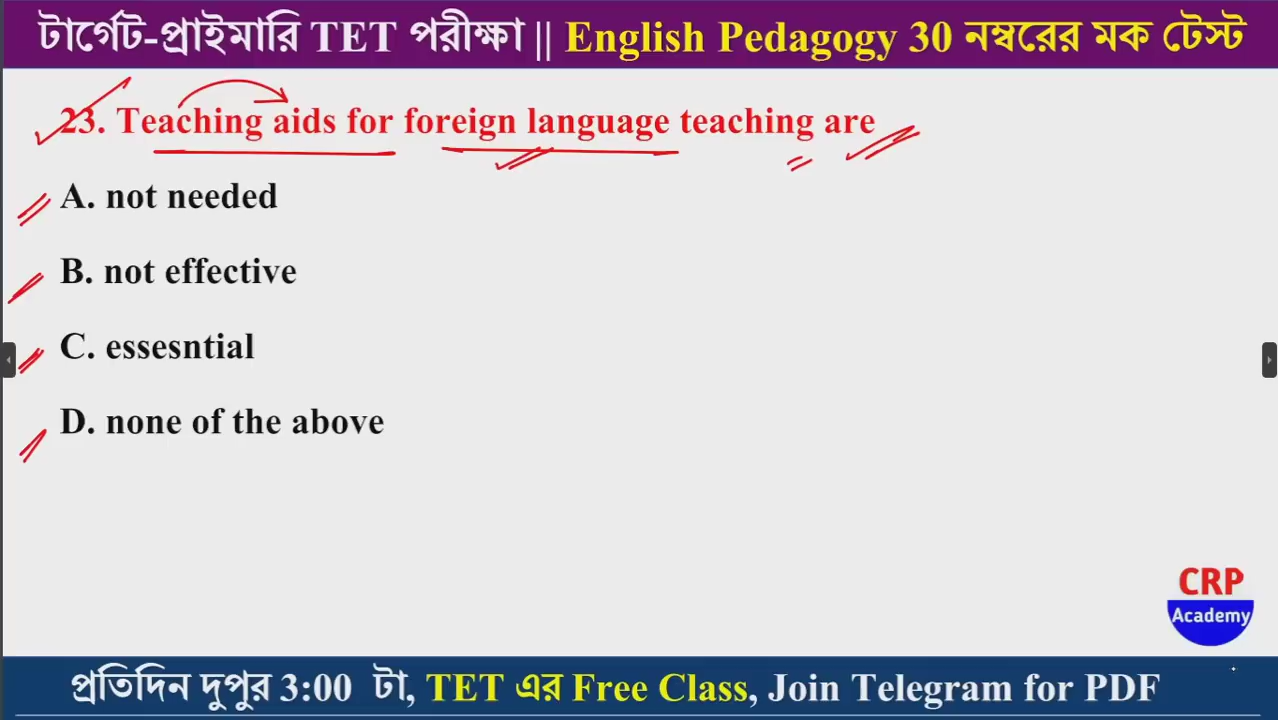 টার্গেট-প্রাইমারি TET পরীক্ষা || English Pedagogy 30 নম্বরের মক টেস্ট
23. Teaching aids for foreign language teaching are
A. not needed
B. not effective
C. essesntial
D. none of the above
CRP
Academy
প্রতিদিন দুপুর 3:00 টা, TET এর Free Class, Join Telegram for PDF